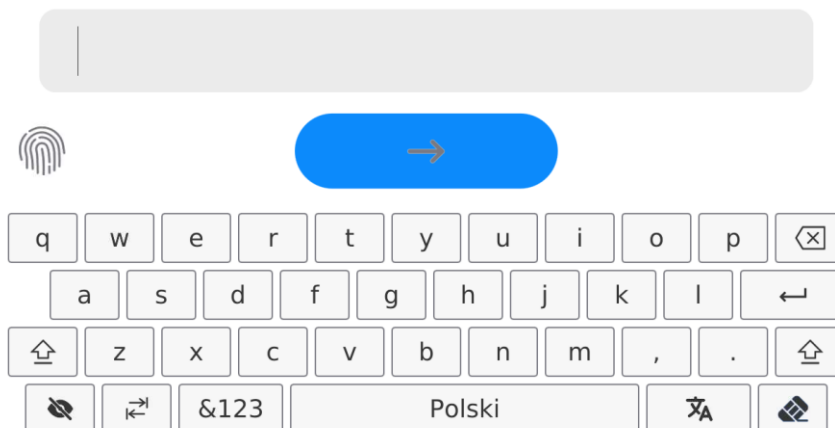 q w e r t y u i o p
a s d f g h j k l
z x c v b n m , .
&123 Polski